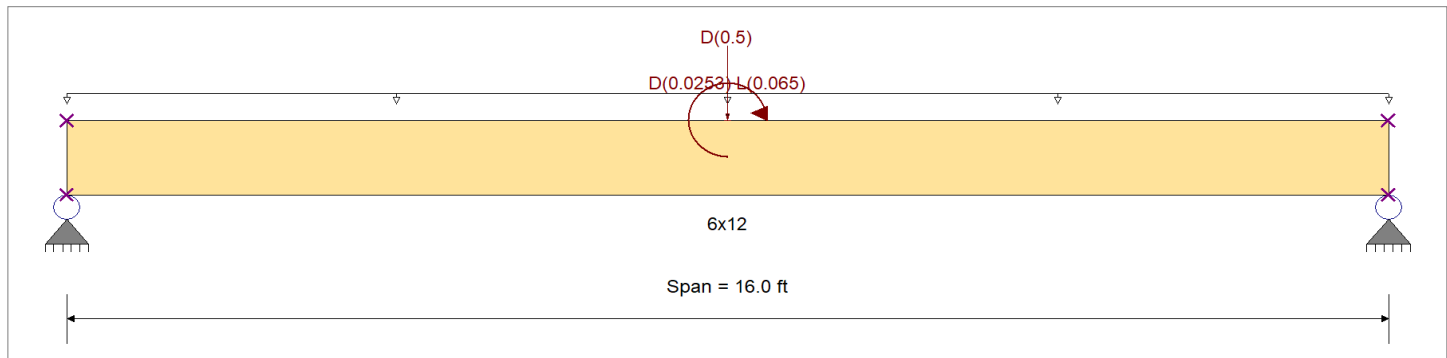 D(0.5)
D(0.0253) L(0.065)
6x12
Span = 16.0 ft